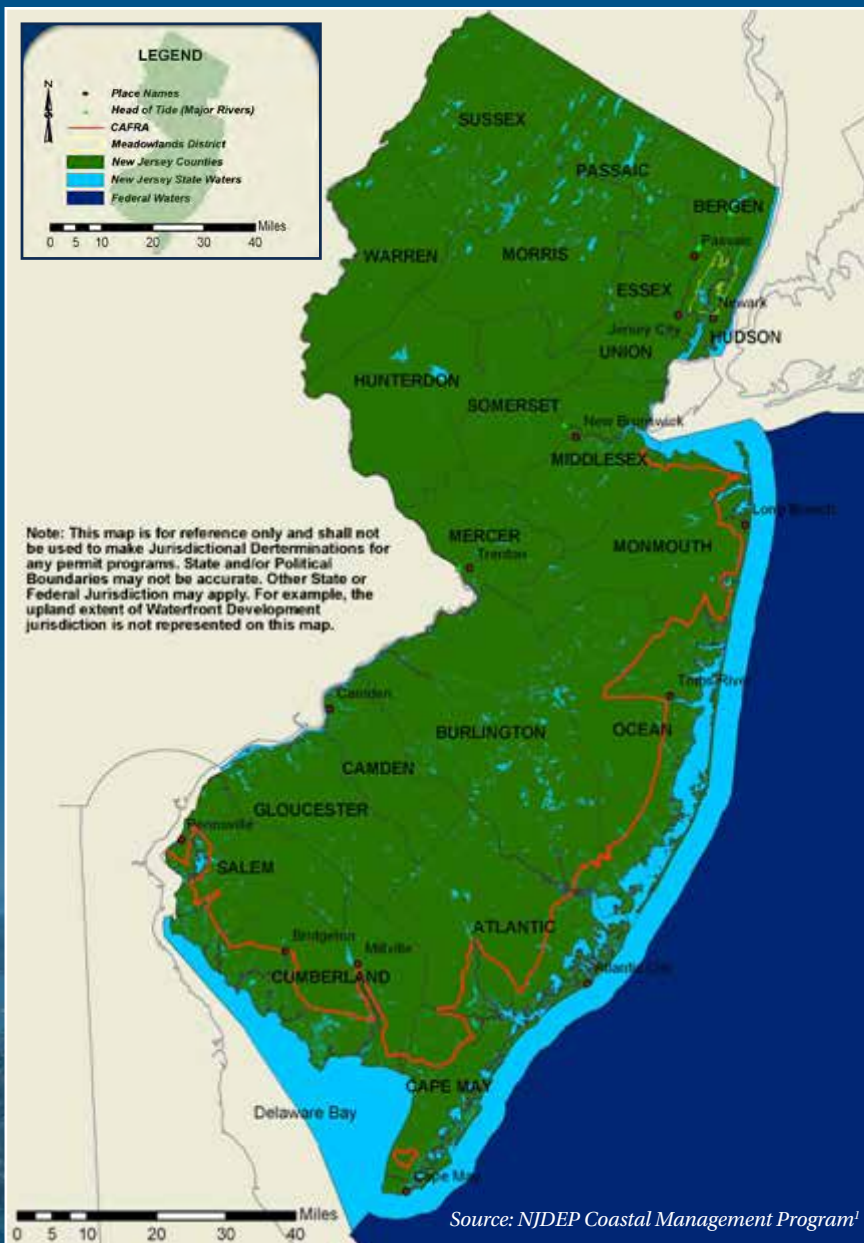 LEGEND
N
S
Place Names
Head of Tide (Major Rivers)
CAFRA
Meadowlands District
New Jersey Counties
New Jersey State Waters
Federal Waters
Miles
0 5 10 20 30 40
SUSSEX
PASSAIC
BERGEN
Passaic
WARREN
MORRIS
ESSEX
Newark
Jersey City
HUDSON
UNION
HUNTERDON
SOMERSET
New Brunswick
MIDDLESEX
Long Branch
Note: This map is for reference only and shall not
be used to make Jurisdictional Derterminations for
any permit programs. State and/or Political
Boundaries may not be accurate. Other State or
Federal Jurisdiction may apply. For example, the
upland extent of Waterfront Development
jurisdiction is not represented on this map.
MERCER
Trenton
MONMOUTH
Toms River
Camden
BURLINGTON
OCEAN
CAMDEN
GLOUCESTER
Pennsville
SALEM
ATLANTIC
Bridgeton
Millville
Atlantic City
CUMBERLAND
CAPE MAY
Delaware Bay
Cape May
Miles
0 5 10 20 30 40
Source: NJDEP Coastal Management Program1